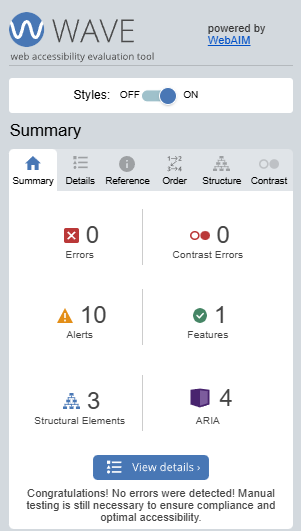 WAVE
powered by
WebAIM
web accessibility evaluation tool
Styles: OFF ON
Summary
Summary Details Reference Order Structure Contrast
0 0
Errors Contrast Errors
10 1
Alerts Features
3 4
Structural Elements ARIA
View details ›
Congratulations! No errors were detected! Manual
testing is still necessary to ensure compliance and
optimal accessibility.